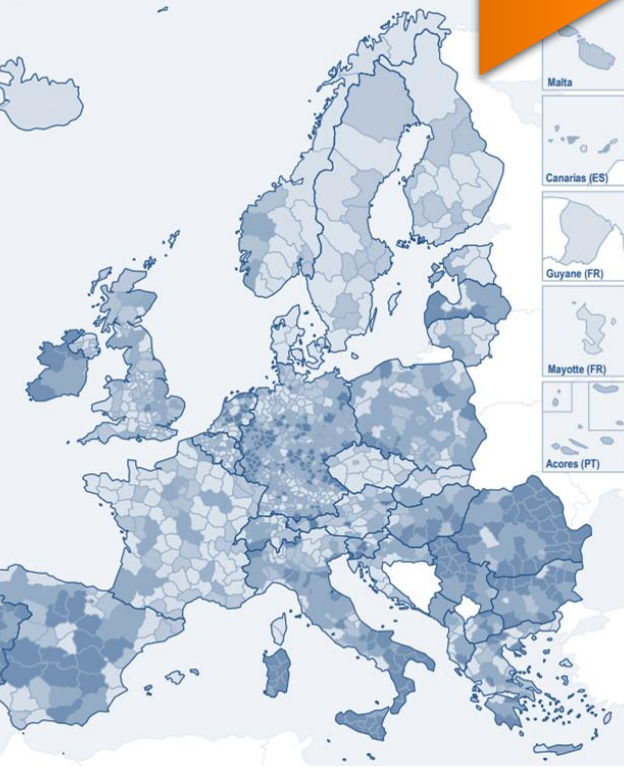 Malta
Canarias (ES)
Guyane (FR)
Mayotte (FR)
Acores (PT)